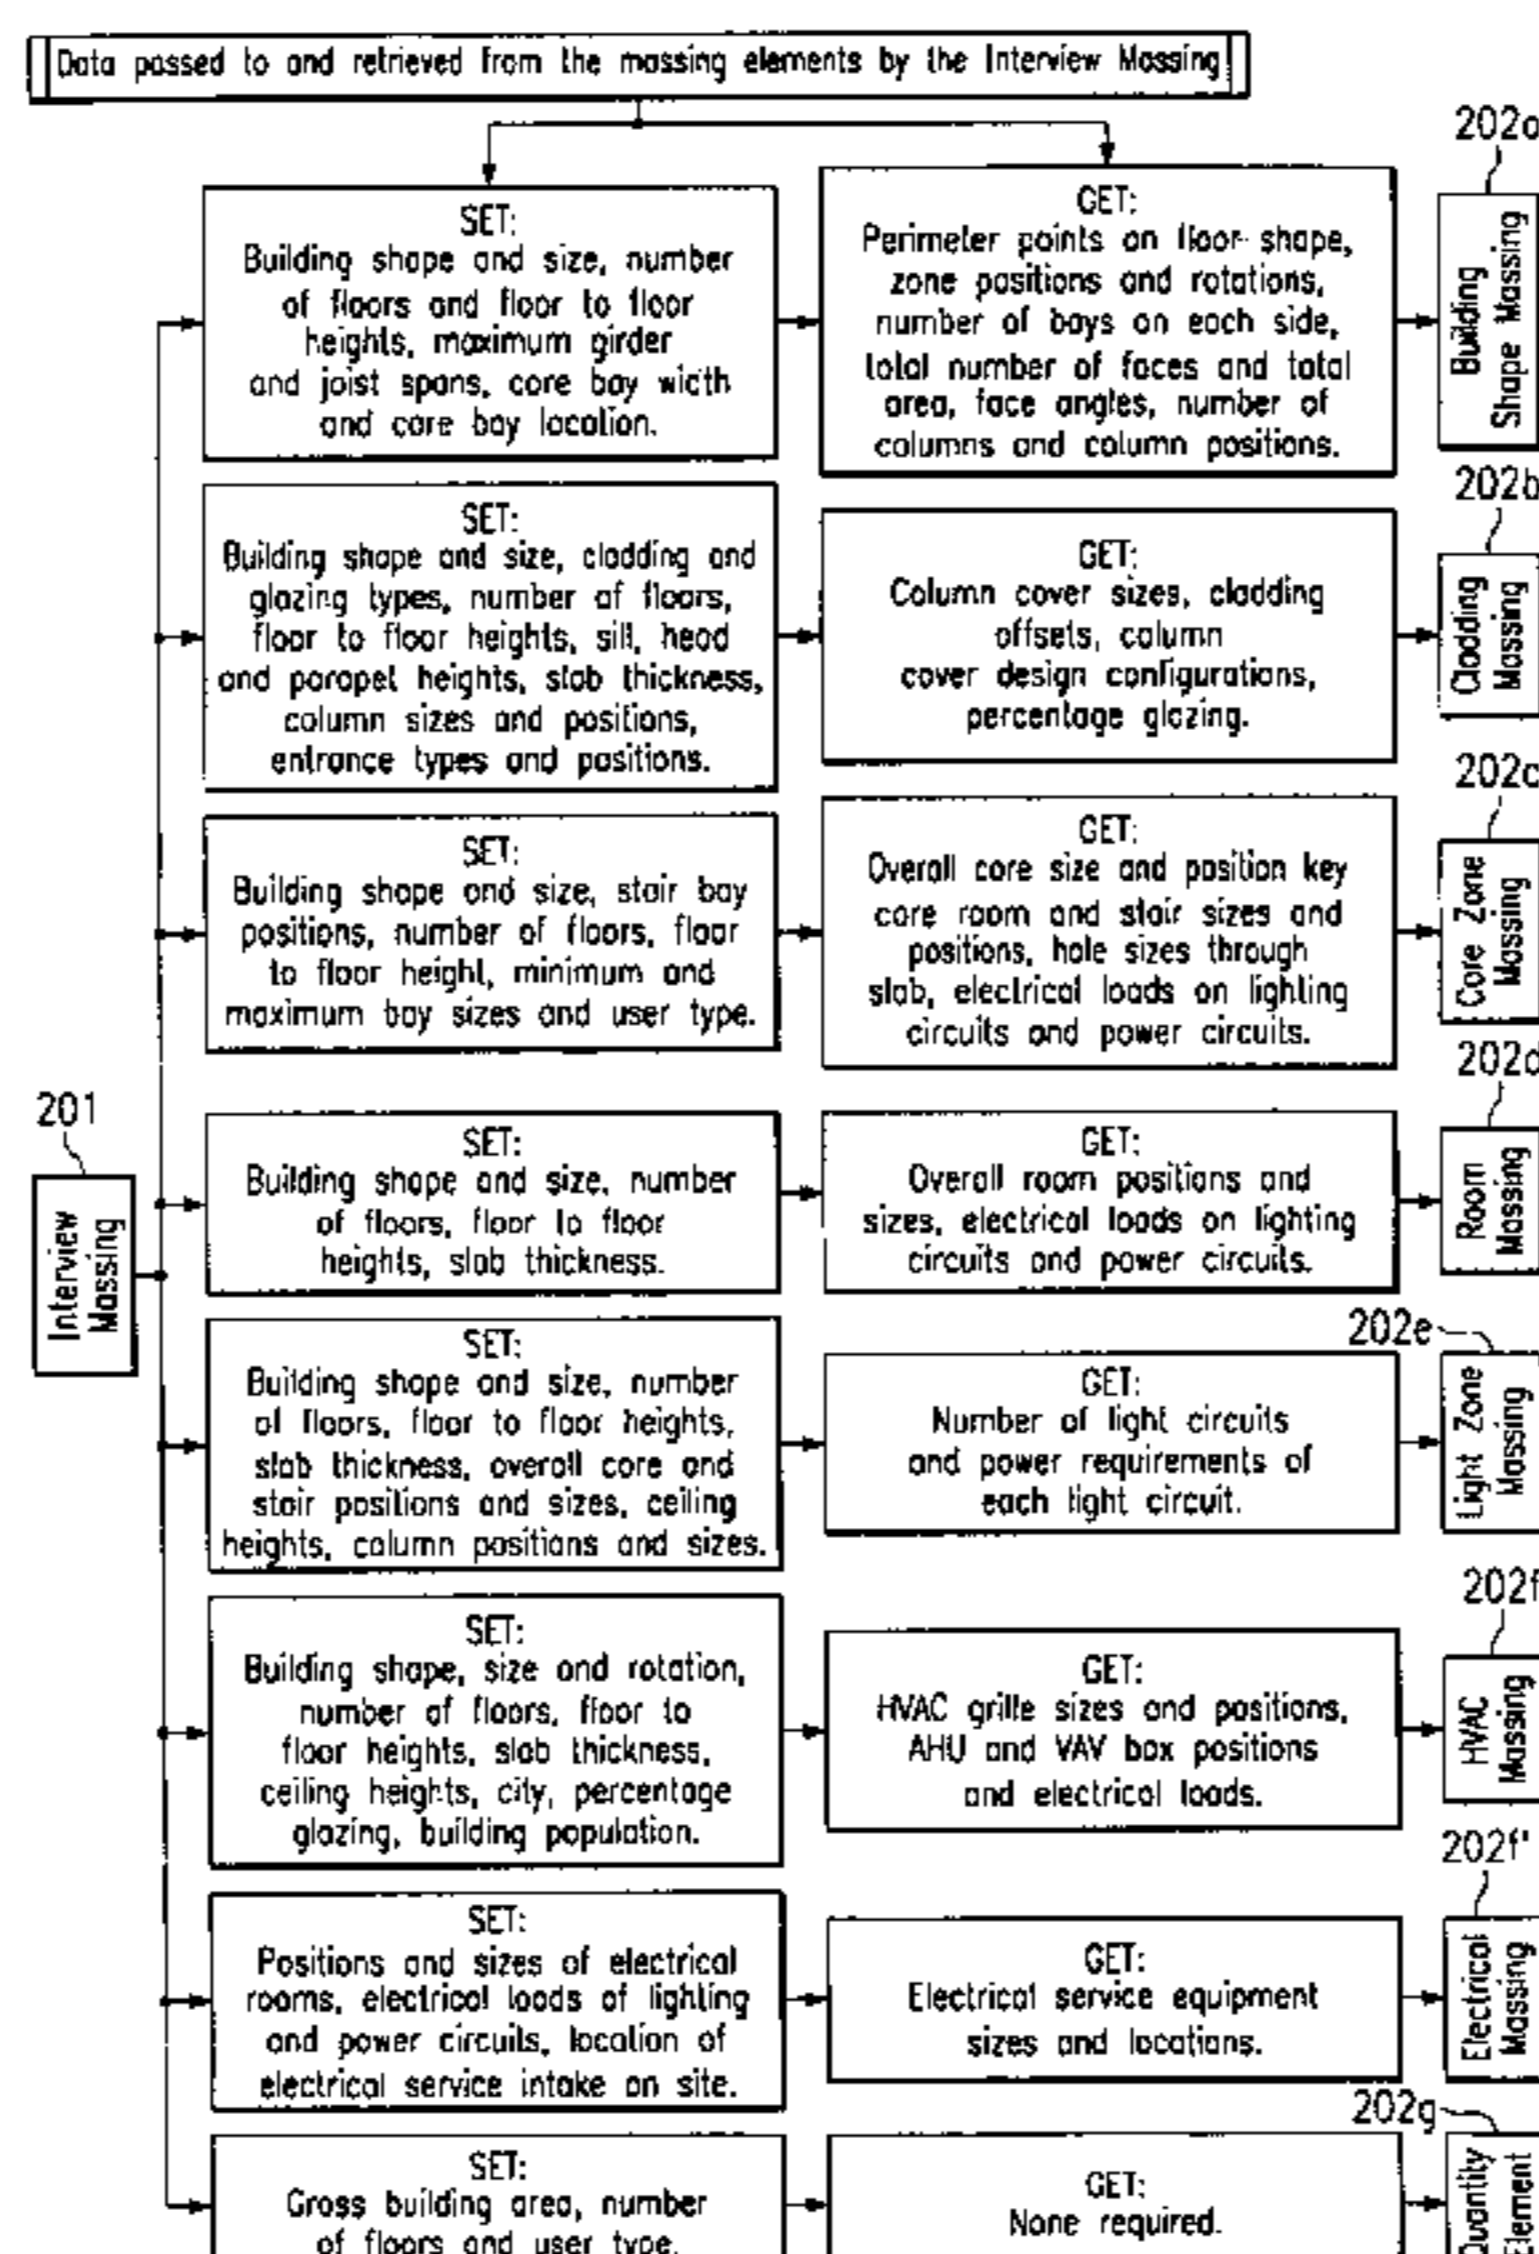 Data passed to and retrieved from the massing elements by the Interview Massing
202a
SET:
Building shape and size, number
of floors and floor to floor
heights, maximum girder
and joist spans, core bay width
and core bay location.
GET:
Perimeter points on floor shape,
zone positions and rotations,
number of bays on each side,
total number of faces and total
area, face angles, number of
columns and column positions.
Building
Shape Massing
202b
SET:
Building shape and size, cladding and
glazing types, number of floors,
floor to floor heights, sill, head
and parapet heights, slab thickness,
column sizes and positions,
entrance types and positions.
GET:
Column cover sizes, cladding
offsets, column
cover design configurations,
percentage glazing.
Cladding
Massing
202c
SET:
Building shape and size, stair bay
positions, number of floors, floor
to floor height, minimum and
maximum bay sizes and user type.
GET:
Overall core size and position key
core room and stair sizes and
positions, hole sizes through
slab, electrical loads on lighting
circuits and power circuits.
Core Zone
Massing
202d
201
Interview
Massing
SET:
Building shape and size, number
of floors, floor to floor
heights, slab thickness.
GET:
Overall room positions and
sizes, electrical loads on lighting
circuits and power circuits.
Room
Massing
202e
SET:
Building shape and size, number
of floors, floor to floor heights,
slab thickness, overall core and
stair positions and sizes, ceiling
heights, column positions and sizes.
GET:
Number of light circuits
and power requirements of
each light circuit.
Light Zone
Massing
202f
SET:
Building shape, size and rotation,
number of floors, floor to
floor heights, slab thickness,
ceiling heights, city, percentage
glazing, building population.
GET:
HVAC grille sizes and positions,
AHU and VAV box positions
and electrical loads.
HVAC
Massing
202f'
SET:
Positions and sizes of electrical
rooms, electrical loads of lighting
and power circuits, location of
electrical service intake on site.
GET:
Electrical service equipment
sizes and locations.
Electrical
Massing
202g
SET:
Gross building area, number
of floors and user type.
GET:
None required.
Quantity
Element